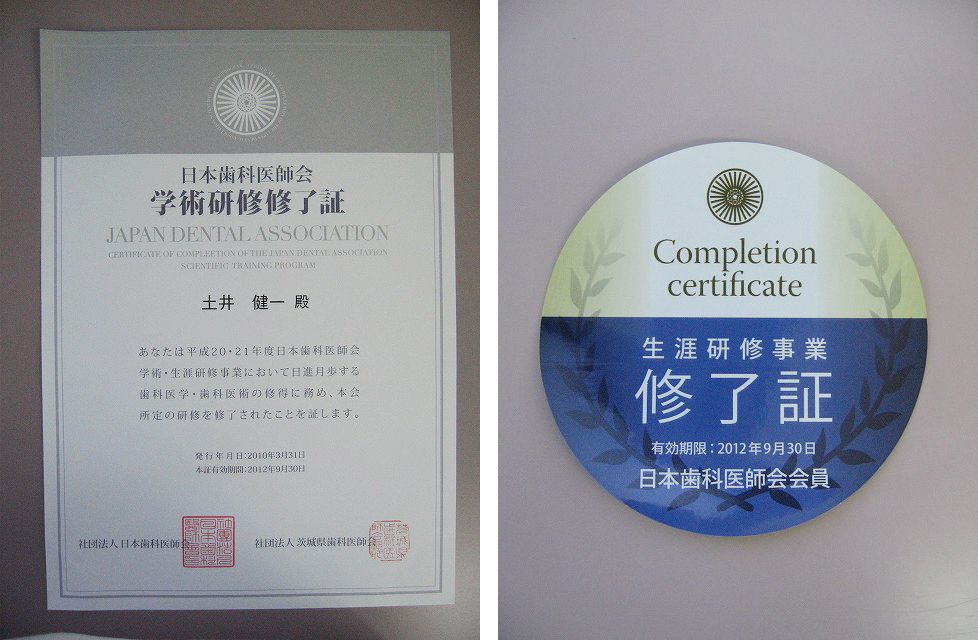 日本歯科医師会
学術研修修了証
JAPAN DENTAL ASSOCIATION
CERTIFICATE OF COMPLEETION OF THE JAPAN DENTAL ASSOCIATION
SCIENTIFIC TRAINING PROGRAM
土井 健一 殿
あなたは平成20・21年度日本歯科医師会
学術・生涯研修事業において日進月歩する
歯科医学・歯科医術の修得に務め、本会
所定の研修を修了されたことを証します。
発行年月日:2010年3月31日
本証有効期間:2012年9月30日
社団法人 日本歯科医師会
社団法人 茨城県歯科医師会
Completion
certificate
生涯研修事業
修了証
有効期限:2012年9月30日
日本歯科医師会会員